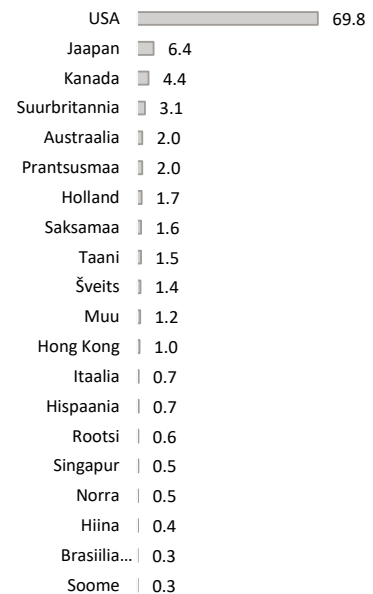 USA 69.8
Jaapan 6.4
Kanada 4.4
Suurbritannia 3.1
Austraalia 2.0
Prantsusmaa 2.0
Holland 1.7
Saksamaa 1.6
Taani 1.5
Šveits 1.4
Muu 1.2
Hong Kong 1.0
Itaalia 0.7
Hispaania 0.7
Rootsi 0.6
Singapur 0.5
Norra 0.5
Hiina 0.4
Brasiilia... 0.3
Soome 0.3